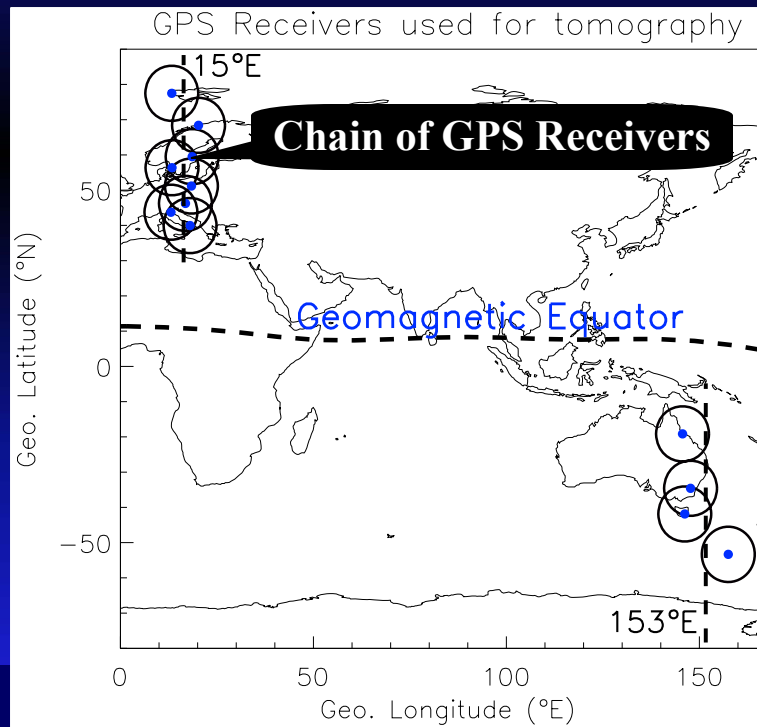 GPS Receivers used for tomography
15°E
Chain of GPS Receivers
50
Geomagnetic Equator
0
−50
153°E
0
50
100
150
Geo. Latitude (°N)
Geo. Longitude (°E)